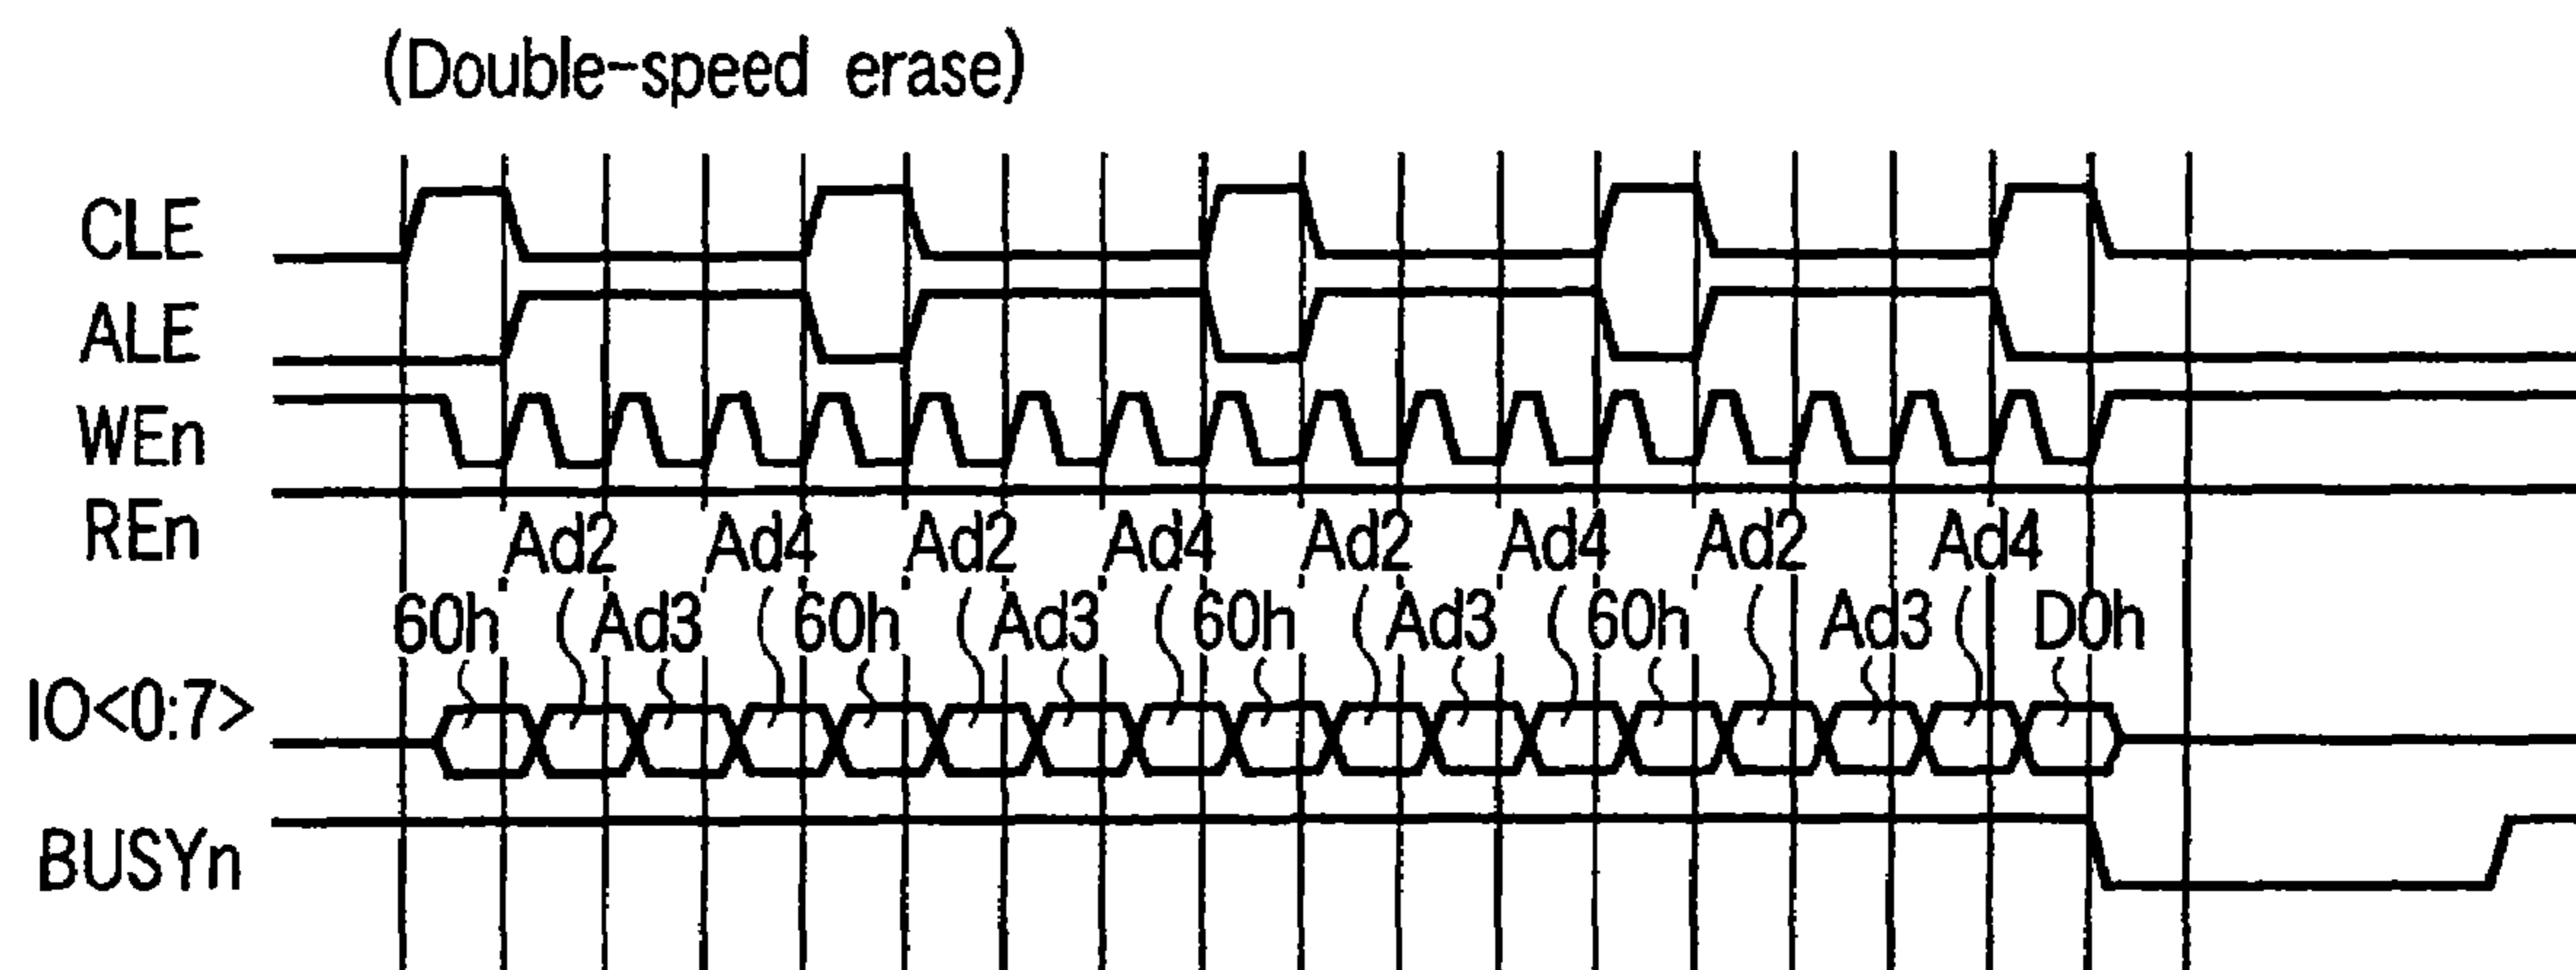 (Double-speed erase)
CLE
ALE
WEn
REn
Ad2 Ad4 Ad2 Ad4 Ad2 Ad4 Ad2 Ad4
60h Ad3 60h Ad3 60h Ad3 60h Ad3 D0h
IO<0:7>
BUSYn